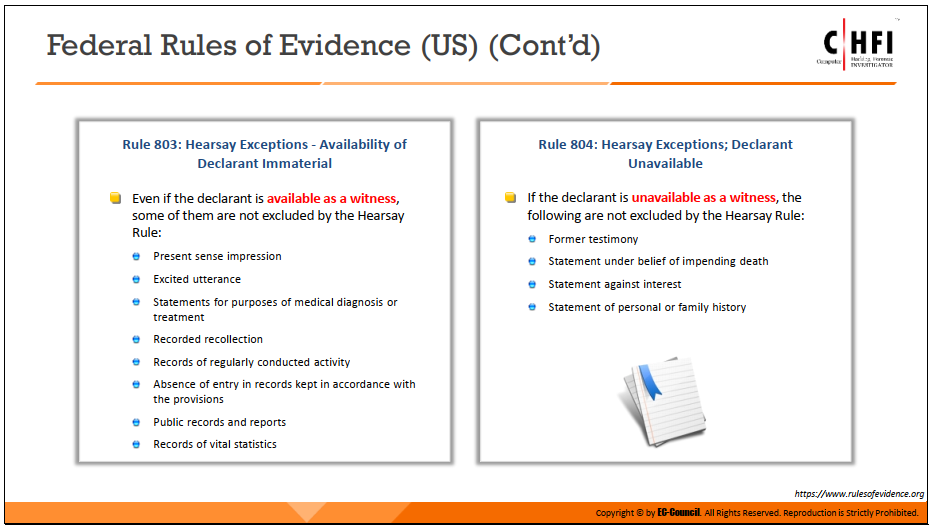 Federal Rules of Evidence (US) (Cont’d)
CHFI
Computer Hacking Forensic
INVESTIGATOR
Rule 803: Hearsay Exceptions - Availability of
Declarant Immaterial
Even if the declarant is available as a witness,
some of them are not excluded by the Hearsay
Rule:
Present sense impression
Excited utterance
Statements for purposes of medical diagnosis or
treatment
Recorded recollection
Records of regularly conducted activity
Absence of entry in records kept in accordance with
the provisions
Public records and reports
Records of vital statistics
Rule 804: Hearsay Exceptions; Declarant
Unavailable
If the declarant is unavailable as a witness, the
following are not excluded by the Hearsay Rule:
Former testimony
Statement under belief of impending death
Statement against interest
Statement of personal or family history
https://www.rulesofevidence.org
Copyright © by EC-Council. All Rights Reserved. Reproduction is Strictly Prohibited.